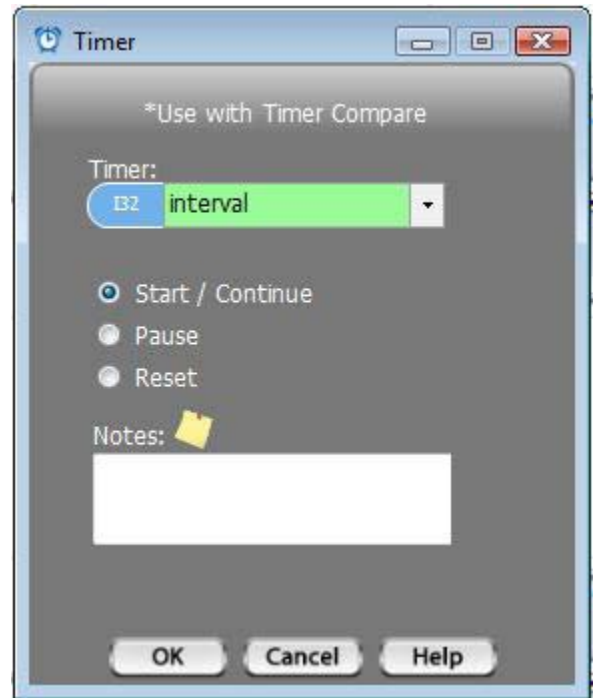 Timer
*Use with Timer Compare
Timer:
I32 interval
Start / Continue
Pause
Reset
Notes:
OK Cancel Help